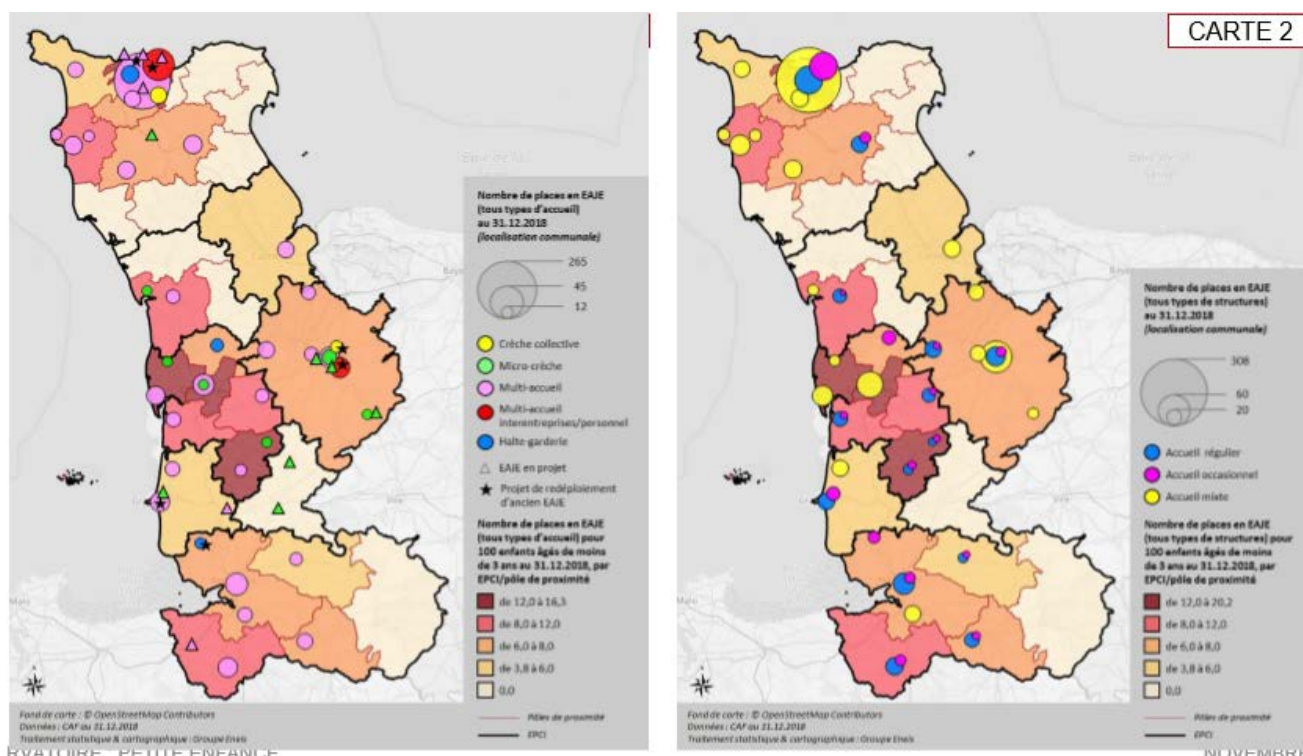 Nombre de places en EAJE
(tous types d'accueil)
au 31.12.2018
(localisation communale)
265
45
12
Crèche collective
Micro-crèche
Multi-accueil
Multi-accueil
interentreprises/personnel
Halte-garderie
EAJE en projet
Projet de redéploiement
d'ancien EAJE
Nombre de places en EAJE
(tous types d'accueil) pour
100 enfants âgés de moins
de 3 ans au 31.12.2018, par
EPCI/pôle de proximité
de 12,0 à 16,3
de 8,0 à 12,0
de 6,0 à 8,0
de 3,8 à 6,0
0,0
Pôles de proximité
EPCI
Fond de carte : © OpenStreetMap Contributors
Données : CAF au 31.12.2018
Traitement statistique & cartographique : Groupe Eneis
CARTE 2
Nombre de places en EAJE
(tous types de structures)
au 31.12.2018
(localisation communale)
308
60
20
Accueil régulier
Accueil occasionnel
Accueil mixte
Nombre de places en EAJE
(tous types de structures) pour
100 enfants âgés de moins
de 3 ans au 31.12.2018, par
EPCI/pôle de proximité
de 12,0 à 20,2
de 8,0 à 12,0
de 6,0 à 8,0
de 3,8 à 6,0
0,0
Pôles de proximité
EPCI
Fond de carte : © OpenStreetMap Contributors
Données : CAF au 31.12.2018
Traitement statistique & cartographique : Groupe Eneis
RVATOIRE PETITE ENFANCE
NOVEMBR